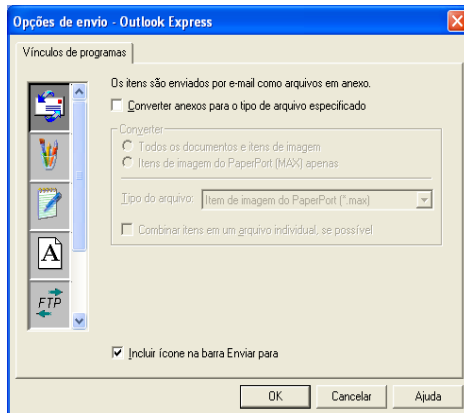 Opções de envio - Outlook Express
Vínculos de programas
Os itens são enviados por e-mail como arquivos em anexo.
Converter anexos para o tipo de arquivo especificado
Converter
Todos os documentos e itens de imagem
Itens de imagem do PaperPort (MAX) apenas
Tipo do arquivo: Item de imagem do PaperPort (*.max)
Combinar itens em um arquivo individual, se possível
A
FTP
Incluir ícone na barra Enviar para
OK Cancelar Ajuda